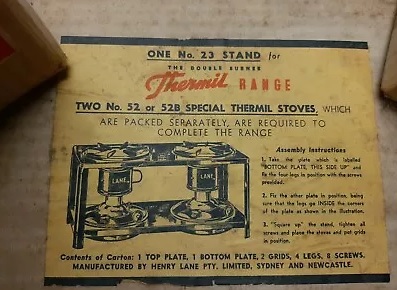 ONE No. 23 STAND for
THE DOUBLE BURNER
Thermil RANGE
TWO No. 52 or 52B SPECIAL THERMIL STOVES, WHICH
ARE PACKED SEPARATELY, ARE REQUIRED TO
COMPLETE THE RANGE
Assembly Instructions
1. Take the plate which is labelled
"BOTTOM PLATE, THIS SIDE UP" and
fix the four legs in position with the screws
provided.
2. Fix the other plate in position, being
sure that the legs go INSIDE the corners
of the plate as shown in the illustration.
3. "Square up" the stand, tighten all
screws and place the stoves and pot grids
in position.
LANE
LANE
Contents of Carton: 1 TOP PLATE, 1 BOTTOM PLATE, 2 GRIDS, 4 LEGS, 8 SCREWS.
MANUFACTURED BY HENRY LANE PTY. LIMITED, SYDNEY AND NEWCASTLE.